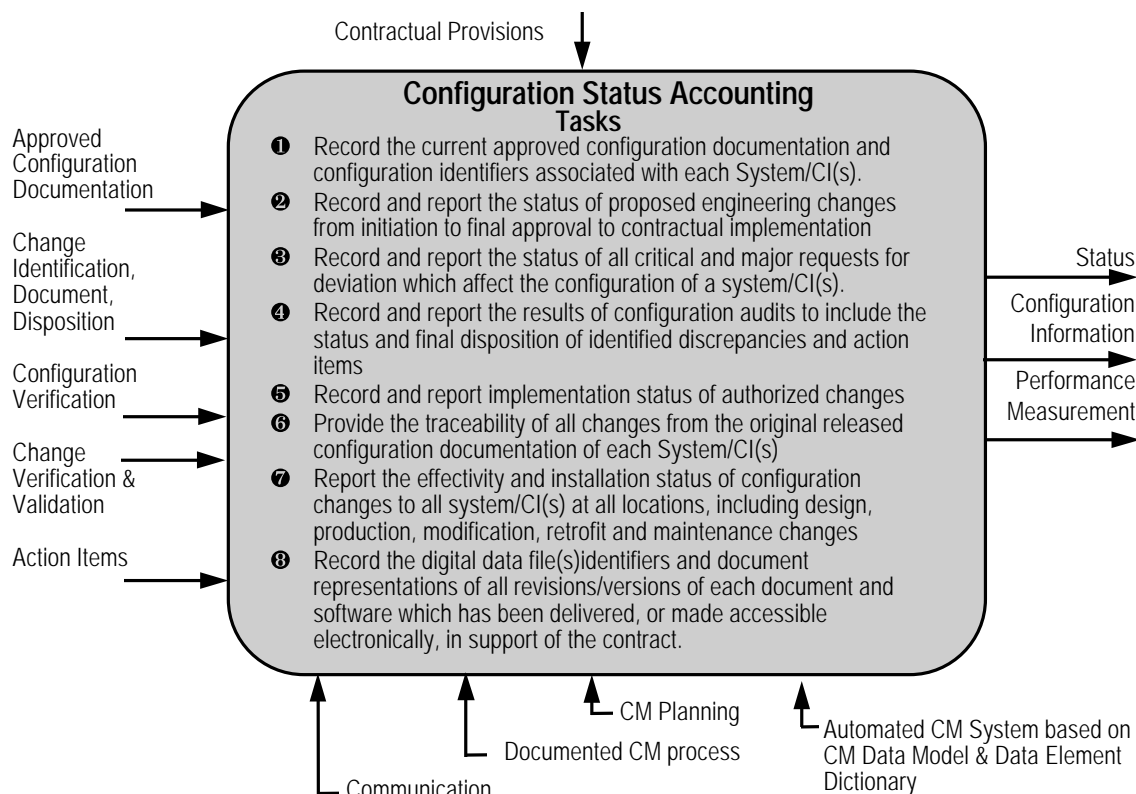 Contractual Provisions
Configuration Status Accounting
Tasks
❶ Record the current approved configuration documentation and
configuration identifiers associated with each System/CI(s).
❷ Record and report the status of proposed engineering changes
from initiation to final approval to contractual implementation
❸ Record and report the status of all critical and major requests for
deviation which affect the configuration of a system/CI(s).
❹ Record and report the results of configuration audits to include the
status and final disposition of identified discrepancies and action
items
❺ Record and report implementation status of authorized changes
❻ Provide the traceability of all changes from the original released
configuration documentation of each System/CI(s)
❼ Report the effectivity and installation status of configuration
changes to all system/CI(s) at all locations, including design,
production, modification, retrofit and maintenance changes
❽ Record the digital data file(s)identifiers and document
representations of all revisions/versions of each document and
software which has been delivered, or made accessible
electronically, in support of the contract.
Approved
Configuration
Documentation
Change
Identification,
Document,
Disposition
Configuration
Verification
Change
Verification &
Validation
Action Items
Status
Configuration
Information
Performance
Measurement
CM Planning
Documented CM process
Communication
Automated CM System based on
CM Data Model & Data Element
Dictionary